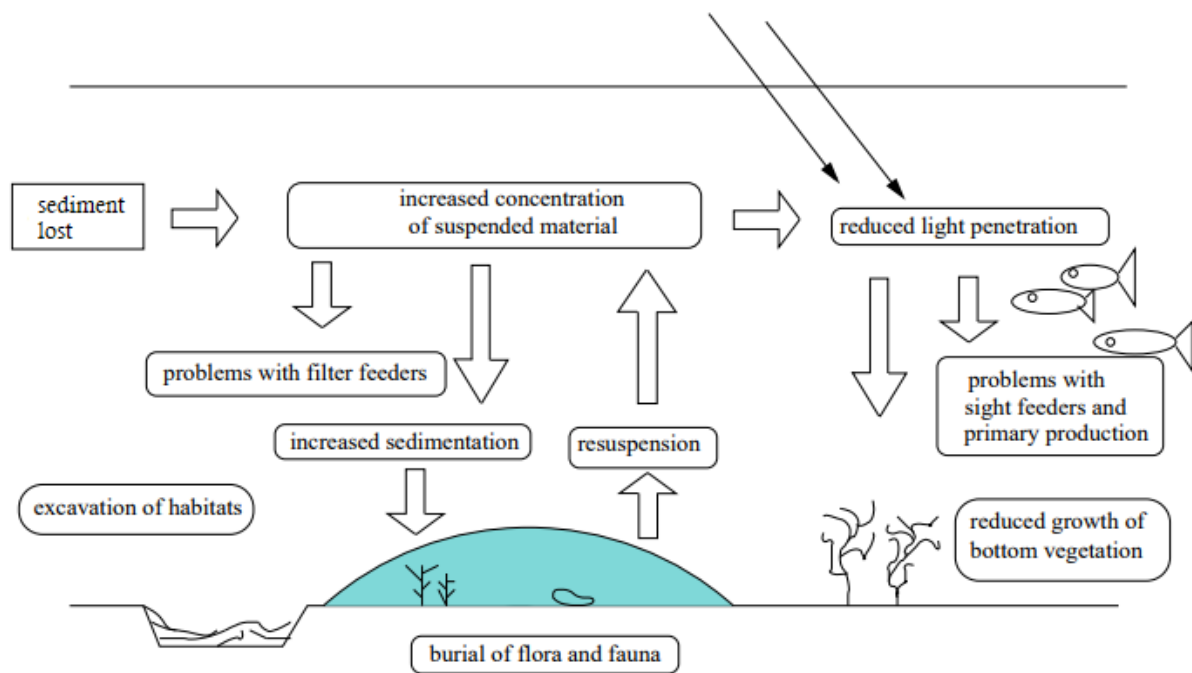 sediment
lost
increased concentration
of suspended material
reduced light penetration
problems with filter feeders
problems with
sight feeders and
primary production
increased sedimentation
resuspension
excavation of habitats
reduced growth of
bottom vegetation
burial of flora and fauna